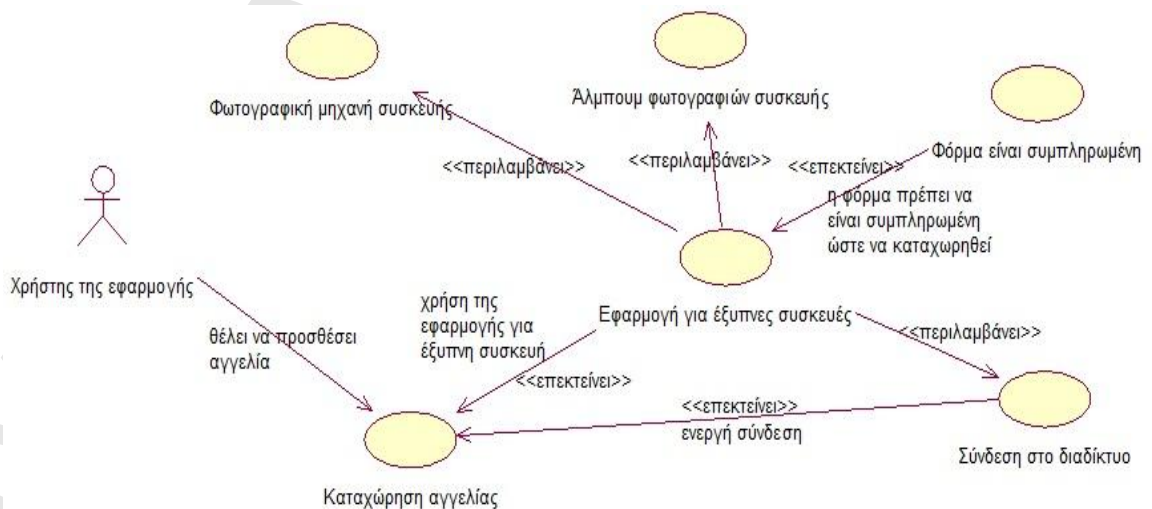 Φωτογραφική μηχανή συσκευής
Άλμπουμ φωτογραφιών συσκευής
Φόρμα είναι συμπληρωμένη
<<περιλαμβάνει>>
<<περιλαμβάνει>>
<<επεκτείνει>>
η φόρμα πρέπει να
είναι συμπληρωμένη
ώστε να καταχωρηθεί
Χρήστης της εφαρμογής
θέλει να προσθέσει
αγγελία
χρήση της
εφαρμογής για
έξυπνη συσκευή
<<επεκτείνει>>
Εφαρμογή για έξυπνες συσκευές
<<περιλαμβάνει>>
<<επεκτείνει>>
ενεργή σύνδεση
Σύνδεση στο διαδίκτυο
Καταχώρηση αγγελίας